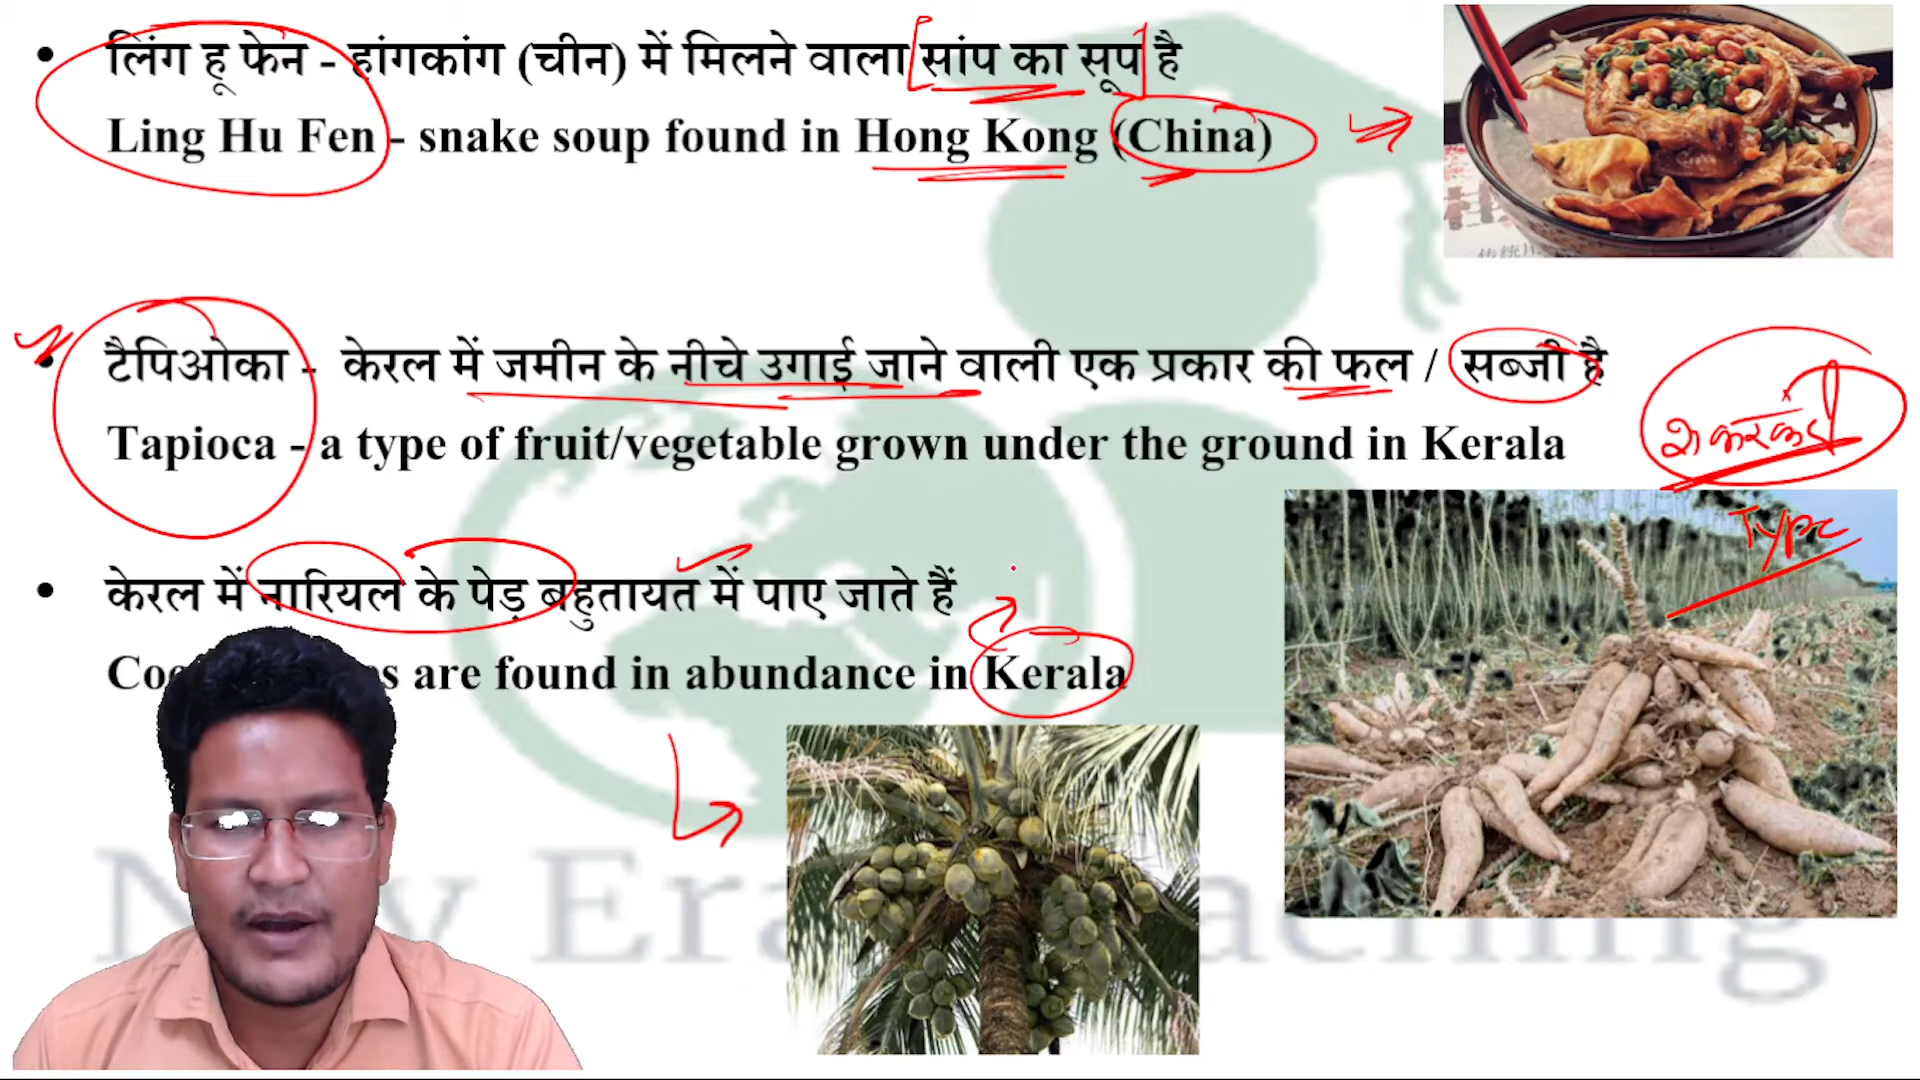 लिंग हू फेन - हांगकांग (चीन) में मिलने वाला सांप का सूप है
Ling Hu Fen - snake soup found in Hong Kong (China)
टैपिओका - केरल में जमीन के नीचे उगाई जाने वाली एक प्रकार की फल / सब्जी है
Tapioca - a type of fruit/vegetable grown under the ground in Kerala
शकरकंदी
Type
केरल में नारियल के पेड़ बहुतायत में पाए जाते हैं
are found in abundance in Kerala